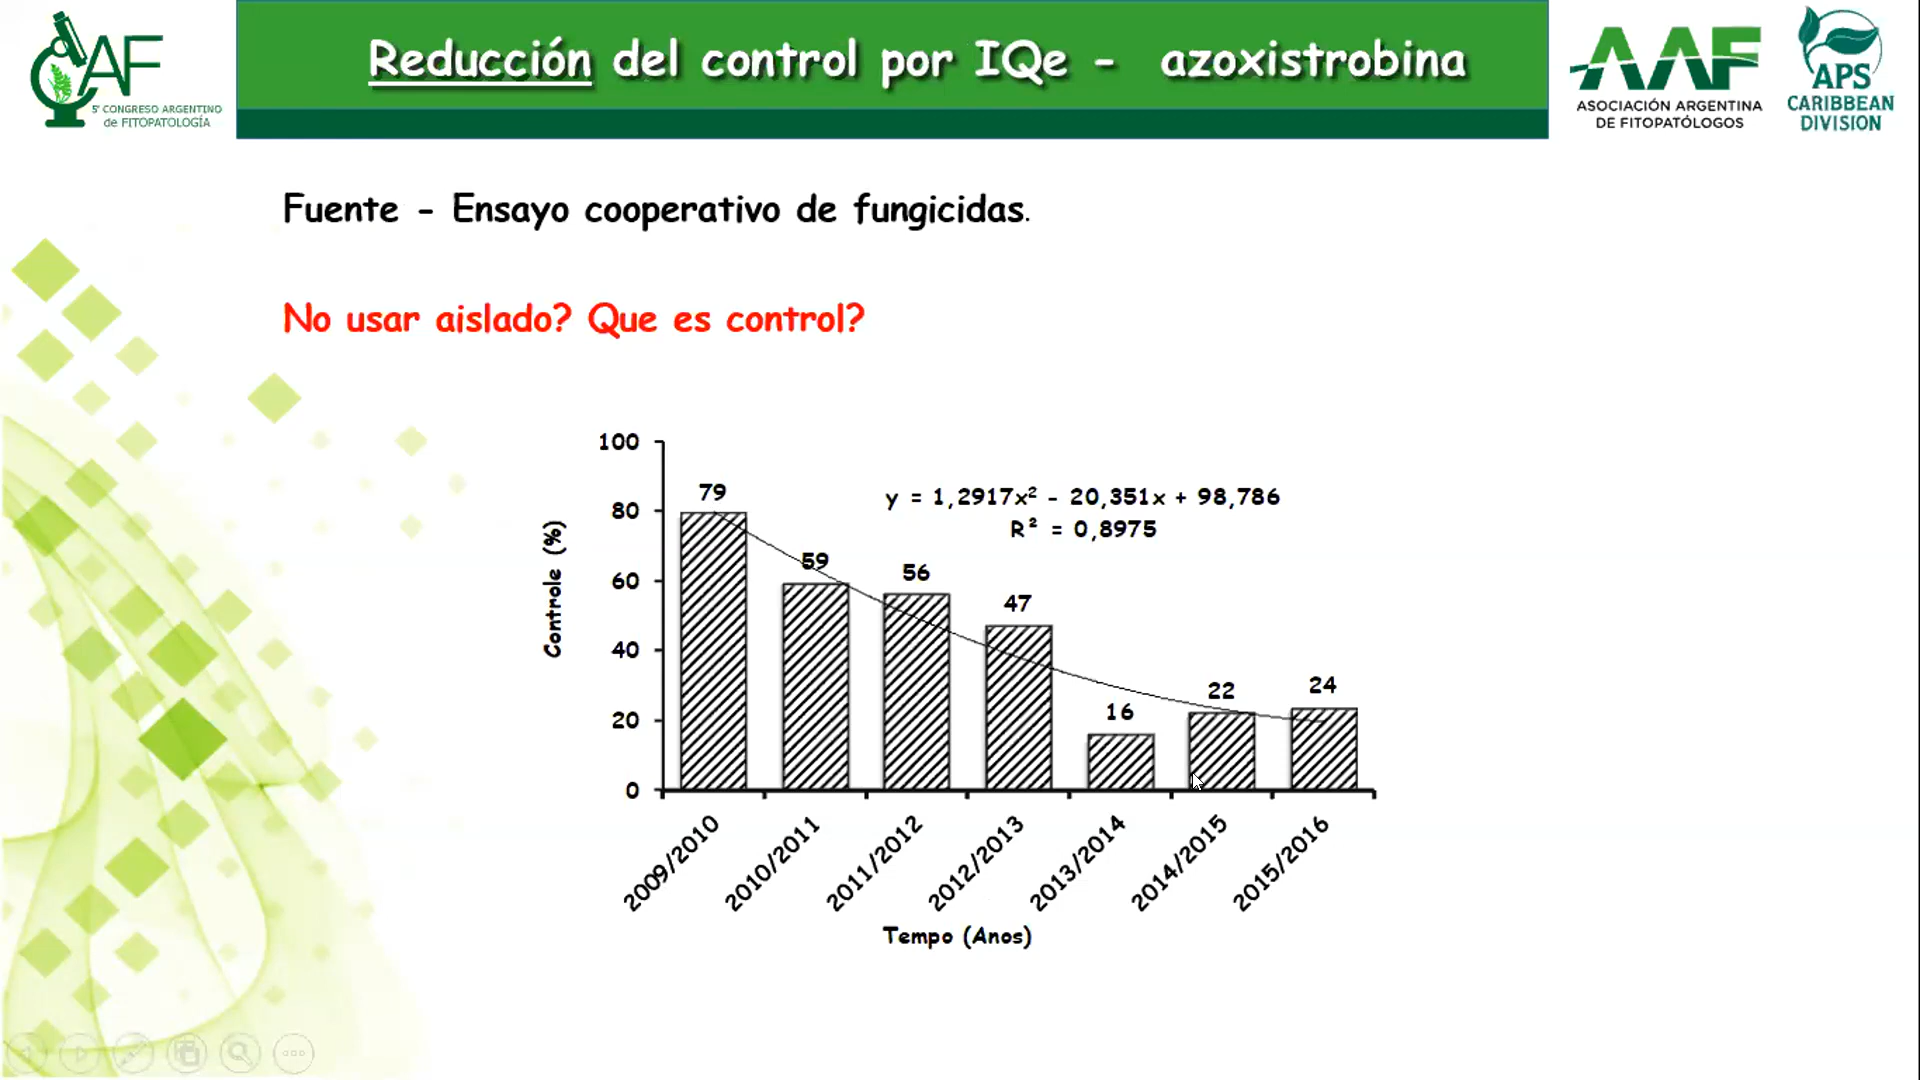 CAF
5° CONGRESO ARGENTINO
de FITOPATOLOGÍA
Reducción del control por IQe - azoxistrobina
AAF
ASOCIACIÓN ARGENTINA
DE FITOPATÓLOGOS
APS
CARIBBEAN
DIVISION
Fuente - Ensayo cooperativo de fungicidas.
No usar aislado? Que es control?
Controle (%)
100
80
60
40
20
0
y = 1,2917x² - 20,351x + 98,786
R² = 0,8975
79
59
56
47
16
22
24
2009/2010
2010/2011
2011/2012
2012/2013
2013/2014
2014/2015
2015/2016
Tempo (Anos)